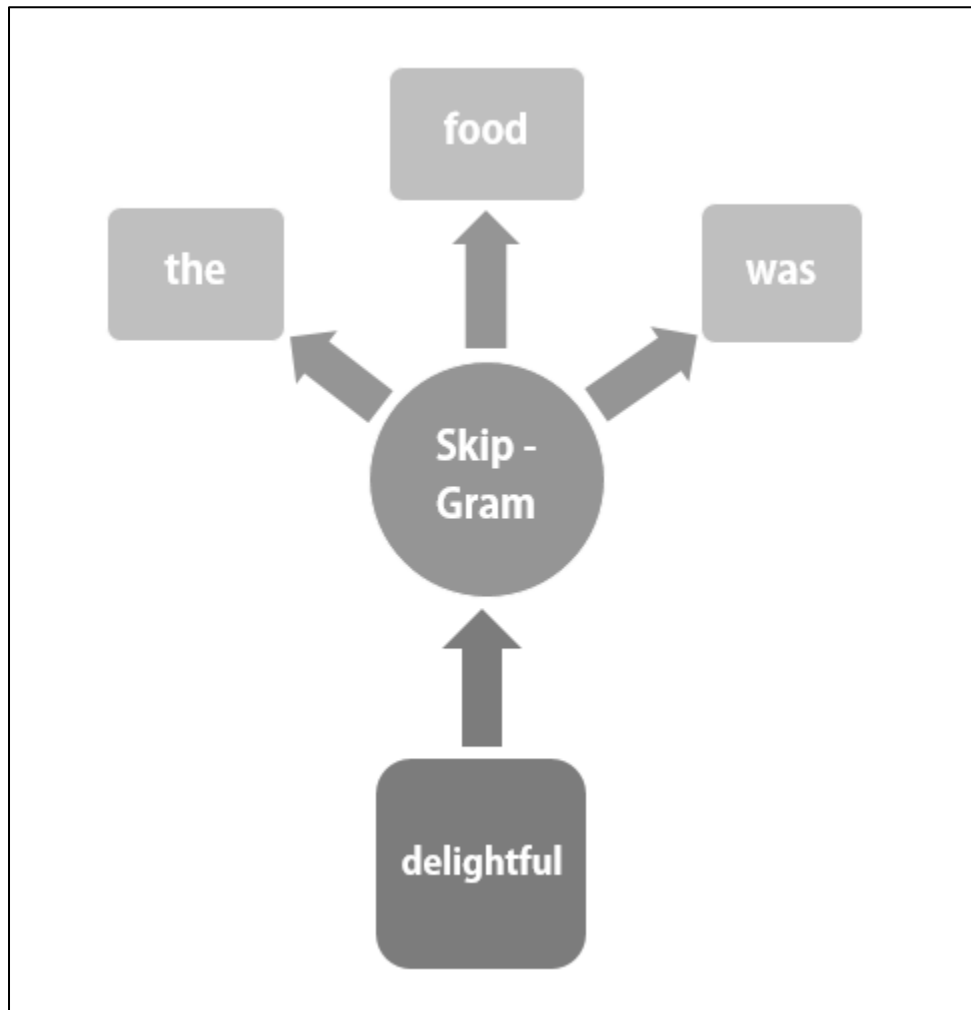 food
the
was
Skip -
Gram
delightful